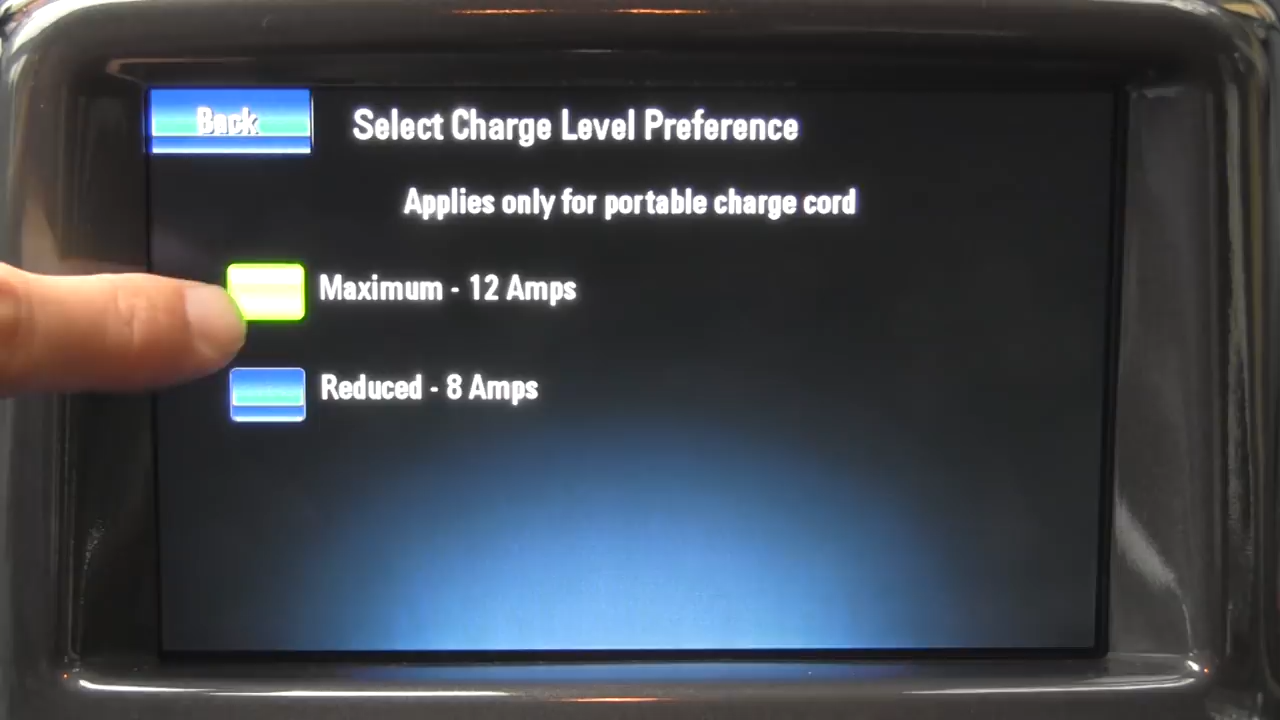 Back
Select Charge Level Preference
Applies only for portable charge cord
Maximum - 12 Amps
Reduced - 8 Amps